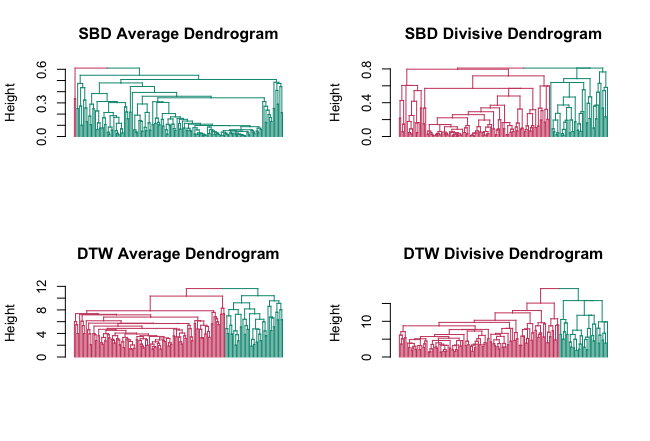 SBD Average Dendrogram
Height
0.0 0.3 0.6
SBD Divisive Dendrogram
Height
0.0 0.4 0.8
DTW Average Dendrogram
Height
0 4 8 12
DTW Divisive Dendrogram
Height
0 10